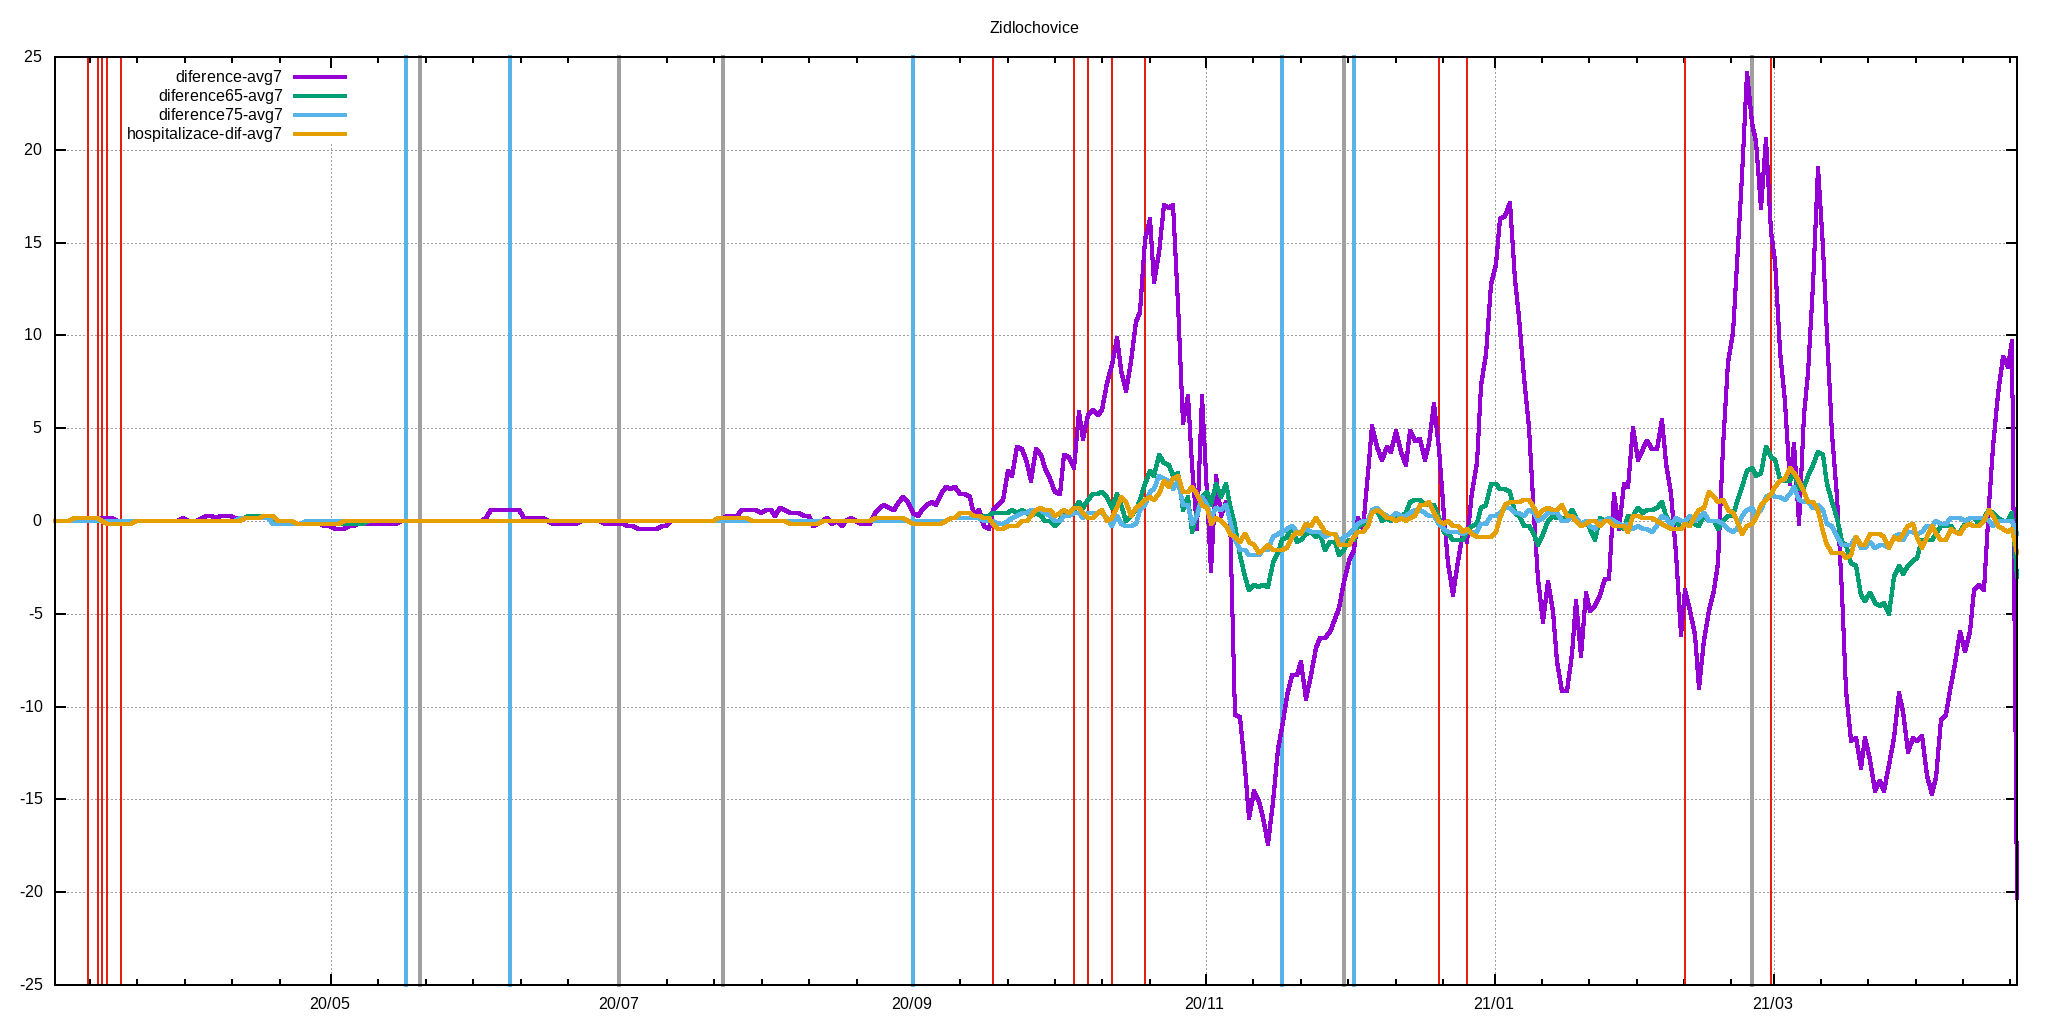 Zidlochovice
25
diference-avg7
diference65-avg7
diference75-avg7
hospitalizace-dif-avg7
20
15
10
5
0
-5
-10
-15
-20
-25
20/05 20/07 20/09 20/11 21/01 21/03